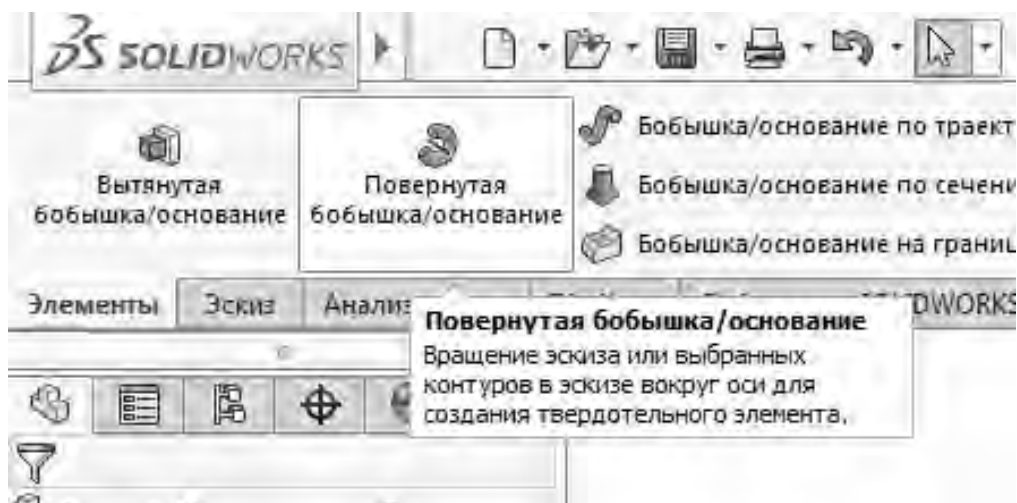 SOLIDWORKS
Вытянутая
бобышка/основание
Повернутая
бобышка/основание
Бобышка/основание по траект
Бобышка/основание по сечени
Бобышка/основание на границ
Элементы Эскиз Анализ DWORKS
Повернутая бобышка/основание
Вращение эскиза или выбранных
контуров в эскизе вокруг оси для
создания твердотельного элемента.